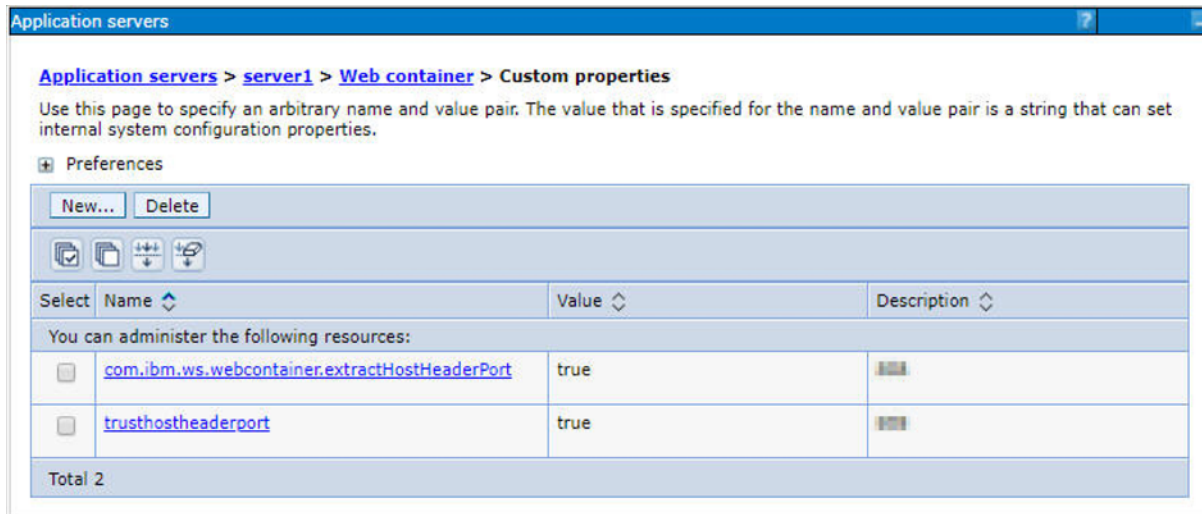 Application servers ?
Application servers > server1 > Web container > Custom properties
Use this page to specify an arbitrary name and value pair. The value that is specified for the name and value pair is a string that can set
internal system configuration properties.
Preferences
New... Delete
Select Name Value Description
You can administer the following resources:
com.ibm.ws.webcontainer.extractHostHeaderPort true
trusthostheaderport true
Total 2